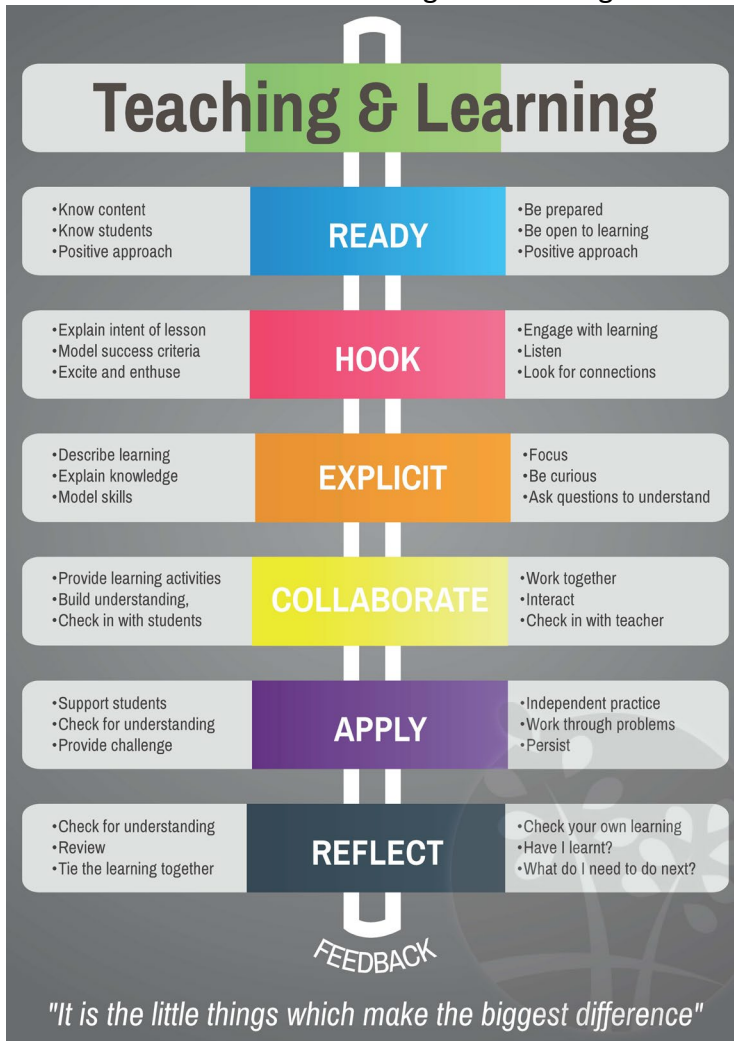 Teaching & Learning
•Know content
•Know students
•Positive approach
READY
•Be prepared
•Be open to learning
•Positive approach
•Explain intent of lesson
•Model success criteria
•Excite and enthuse
HOOK
•Engage with learning
•Listen
•Look for connections
•Describe learning
•Explain knowledge
•Model skills
EXPLICIT
•Focus
•Be curious
•Ask questions to understand
•Provide learning activities
•Build understanding,
•Check in with students
COLLABORATE
•Work together
•Interact
•Check in with teacher
•Support students
•Check for understanding
•Provide challenge
APPLY
•Independent practice
•Work through problems
•Persist
•Check for understanding
•Review
•Tie the learning together
REFLECT
•Check your own learning
•Have I learnt?
•What do I need to do next?
FEEDBACK
"It is the little things which make the biggest difference"